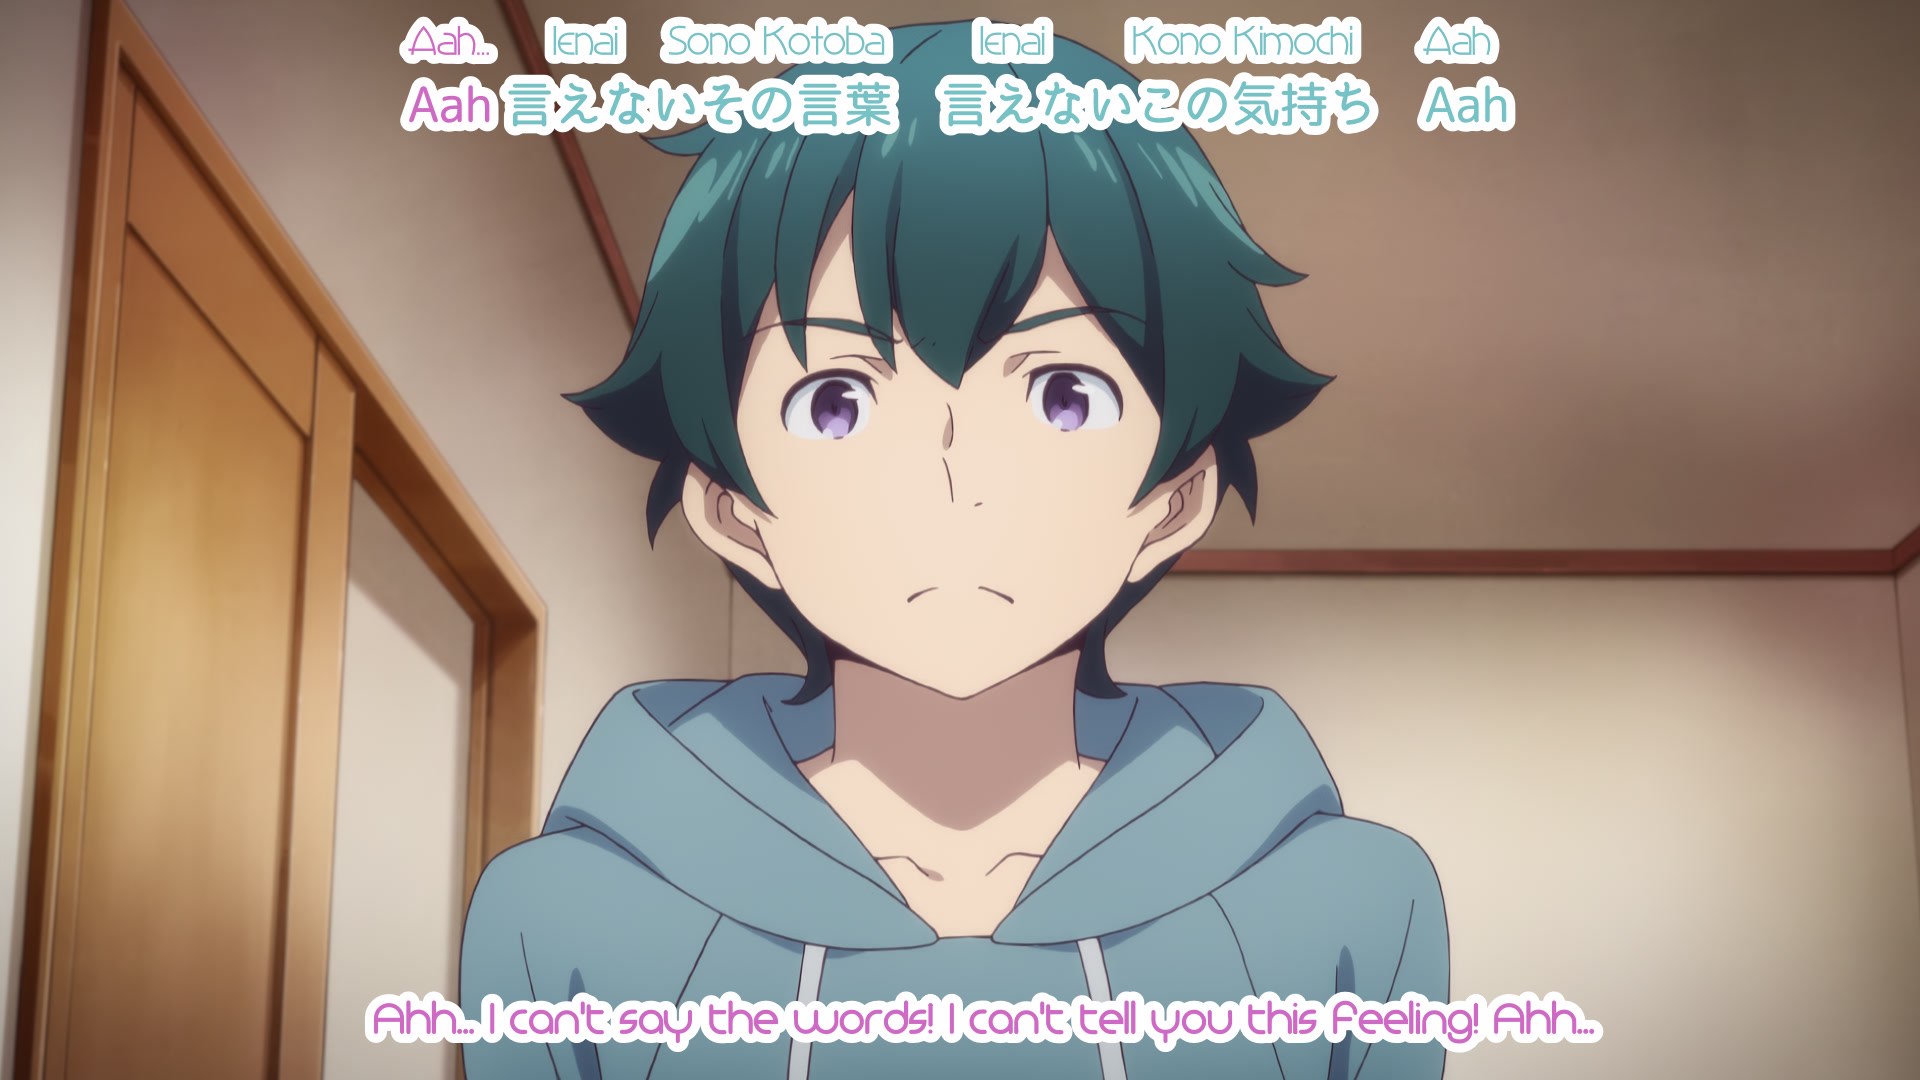 Aah... Ienai Sono Kotoba Ienai Kono Kimochi Aah
Aah 言えないその言葉 言えないこの気持ち Aah
Ahh... I can't say the words! I can't tell you this feeling! Ahh...